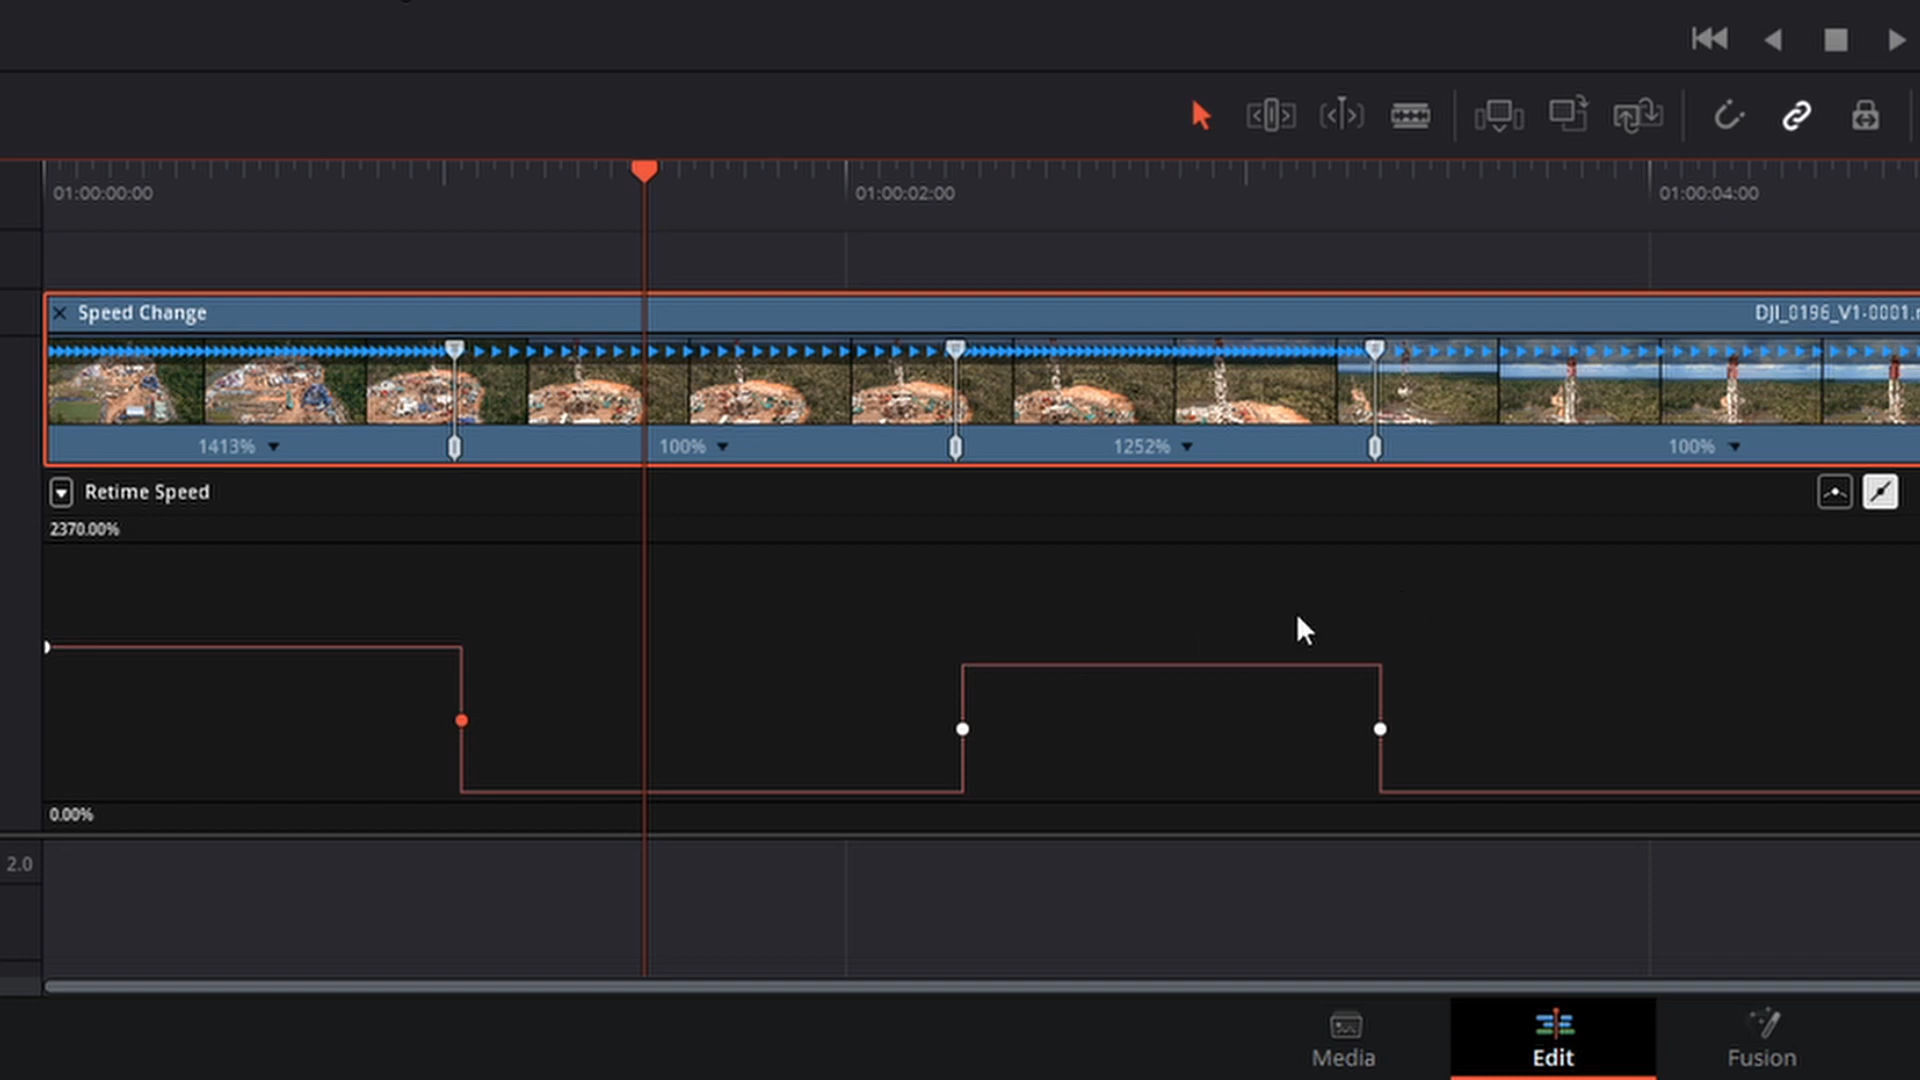 01:00:00:00
01:00:02:00
01:00:04:00
Speed Change
DJI_0196_V1-0001.
1413%
100%
1252%
100%
Retime Speed
2370.00%
0.00%
2.0
Media
Edit
Fusion